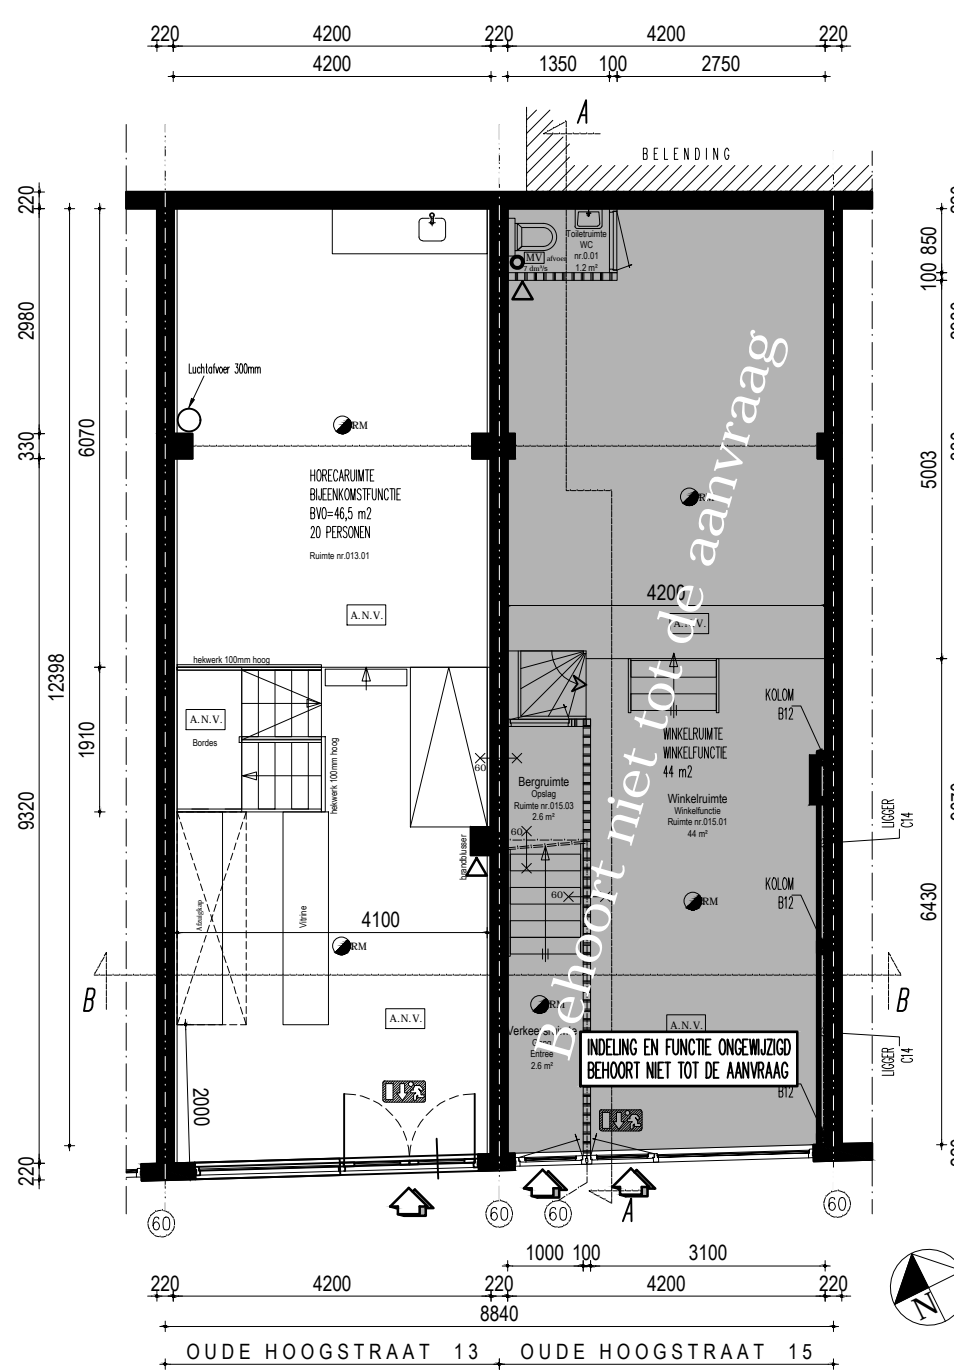 220 4200 220 4200 220
4200 1350 100 2750
A
BELENDING
220
850
100
2980
330
6070
12398
1910
9320
220
5003
6430
Luchtafvoer 300mm
RM
HORECARUIMTE
BIJEENKOMSTFUNCTIE
BVO=46,5 m2
20 PERSONEN
Ruimte nr.013.01
A.N.V.
hekwerk 100mm hoog
A.N.V.
Bordes
hekwerk 100mm hoog
brandblusser
Afzuigkap
Vitrine
4100
RM
A.N.V.
2000
B
Toiletruimte
WC
nr.0.01
1.2 m²
MV afvoer
7 dm³/s
RM
4200
A.N.V.
Behoort niet tot de aanvraag
WINKELRUIMTE
WINKELFUNCTIE
44 m2
Winkelruimte
Winkelfunctie
Ruimte nr.015.01
44 m²
60
Bergruimte
Opslag
Ruimte nr.015.03
2.6 m²
60
60
KOLOM
B12
LIGGER
C14
KOLOM
B12
RM
B
RM
Verkeersruimte
Gang
Entree
2.6 m²
A.N.V.
INDELING EN FUNCTIE ONGEWIJZIGD
BEHOORT NIET TOT DE AANVRAAG
B12
LIGGER
C14
60 60 60 A 60
1000 100 3100
220 4200 220 4200 220
8840
OUDE HOOGSTRAAT 13 OUDE HOOGSTRAAT 15
N